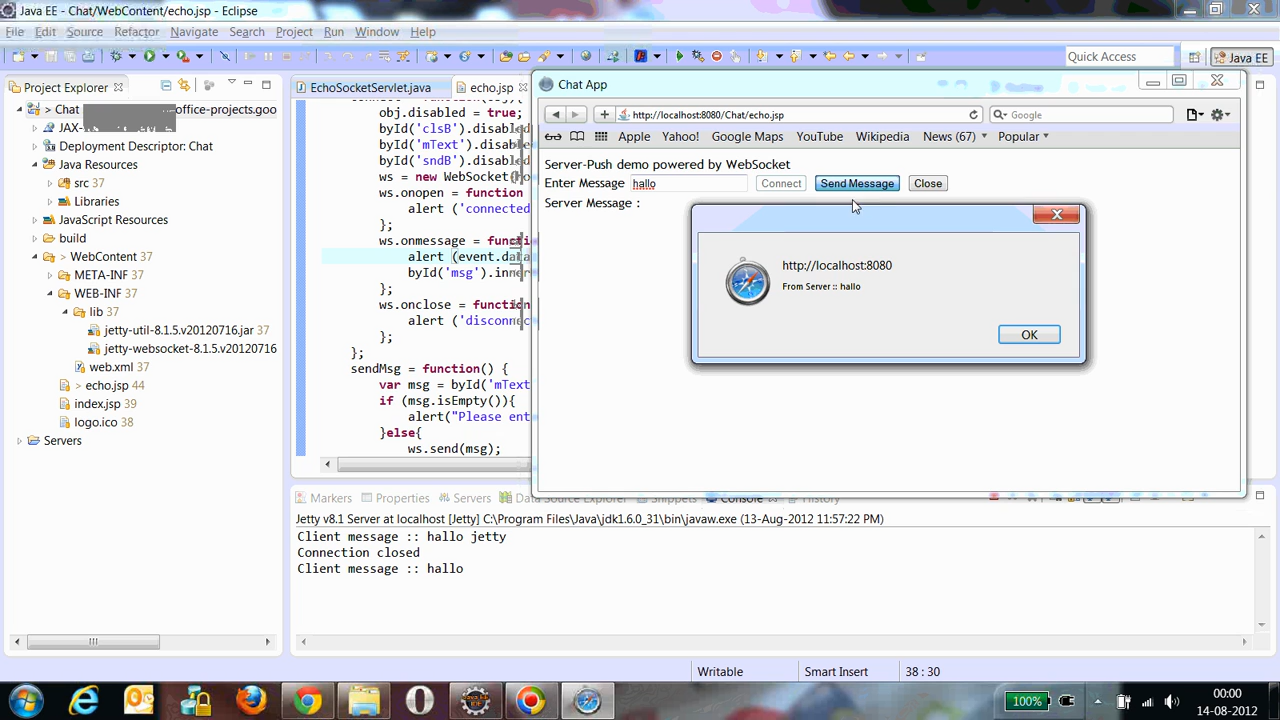 Java EE - Chat/WebContent/echo.jsp - Eclipse
File Edit Source Refactor Navigate Search Project Run Window Help
Quick Access
Java EE
Project Explorer
> Chat office-projects.goo
JAX-
Deployment Descriptor: Chat
Java Resources
src 37
Libraries
JavaScript Resources
build
WebContent 37
META-INF 37
WEB-INF 37
lib 37
jetty-util-8.1.5.v20120716.jar 37
jetty-websocket-8.1.5.v20120716
web.xml 37
> echo.jsp 44
index.jsp 39
logo.ico 38
Servers
EchoSocketServlet.java echo.jsp
obj.disabled = true;
byId('clsB').disabled
byId('mText').disabled
byId('sndB').disabled
ws = new WebSocket(
ws.onopen = function
alert ('connected
};
ws.onmessage =
alert (event.data
byId('msg').inner
};
ws.onclose = function
alert ('disconnec
};
};
sendMsg = function() {
var msg = byId('mText
if (msg.isEmpty()){
alert("Please ent
}else{
ws.send(msg);
Chat App
http://localhost:8080/Chat/echo.jsp
Google
Apple Yahoo! Google Maps YouTube Wikipedia News (67) Popular
Server-Push demo powered by WebSocket
Enter Message hallo Connect Send Message Close
Server Message :
http://localhost:8080
From Server :: hallo
OK
Markers Properties Servers Data Source Explorer Snippets Console History
Jetty v8.1 Server at localhost [Jetty] C:\Program Files\Java\jdk1.6.0_31\bin\javaw.exe (13-Aug-2012 11:57:22 PM)
Client message :: hallo jetty
Connection closed
Client message :: hallo
Writable Smart Insert 38 : 30
100%
00:00
14-08-2012